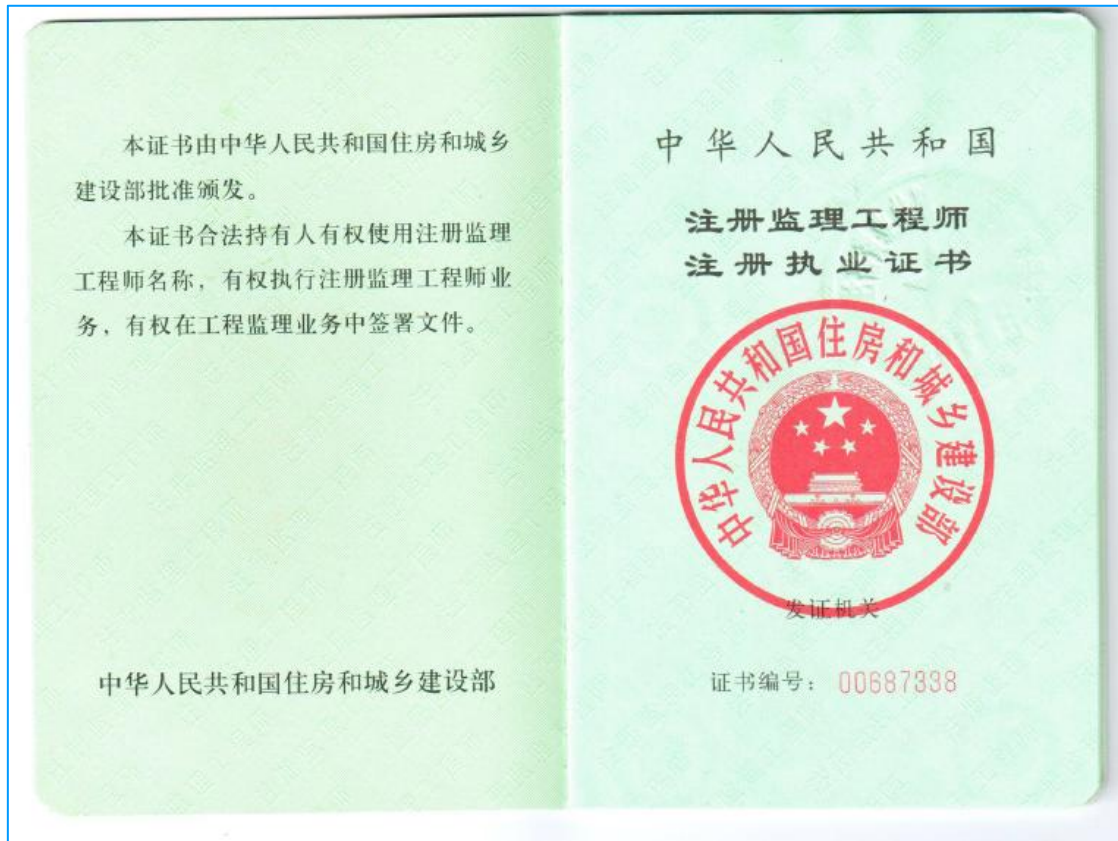 本证书由中华人民共和国住房和城乡
建设部批准颁发。
本证书合法持有人有权使用注册监理
工程师名称，有权执行注册监理工程师业
务，有权在工程监理业务中签署文件。
中华人民共和国住房和城乡建设部
中华人民共和国
注册监理工程师
注册执业证书
中华人民共和国住房和城乡建设部
发证机关
证书编号：00687338